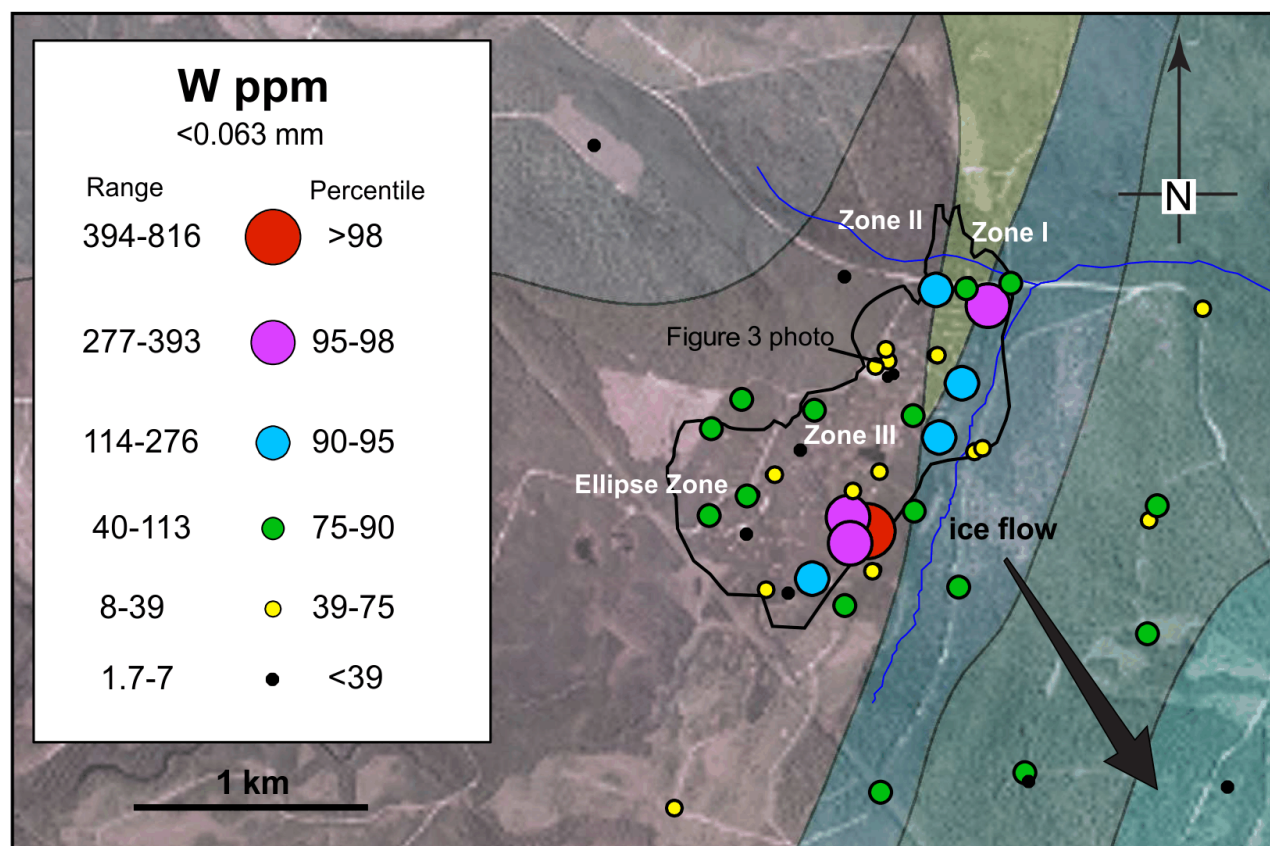 W ppm
<0.063 mm
Range Percentile
394-816 >98
277-393 95-98
114-276 90-95
40-113 75-90
8-39 39-75
1.7-7 <39
1 km
N
Zone II
Zone I
Figure 3 photo
Zone III
Ellipse Zone
ice flow